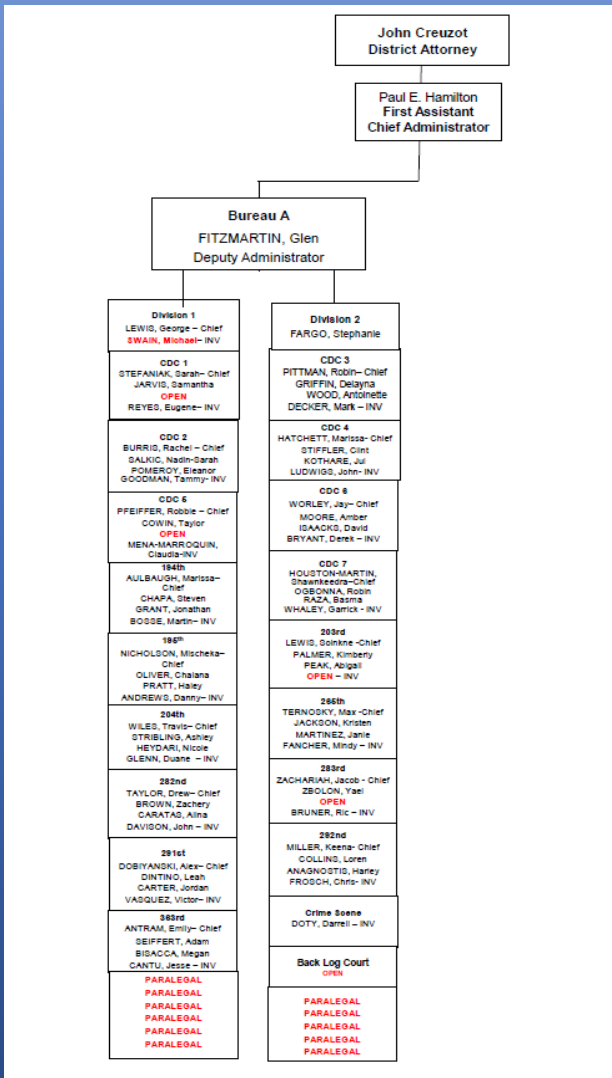 John Creuzot
District Attorney
Paul E. Hamilton
First Assistant
Chief Administrator
Bureau A
FITZMARTIN, Glen
Deputy Administrator
Division 1
LEWIS, George – Chief
SWAIN, Michael– INV
CDC 1
STEFANIAK, Sarah– Chief
JARVIS, Samantha
OPEN
REYES, Eugene– INV
CDC 2
BURRIS, Rachel – Chief
SALKIC, Nadin-Sarah
POMEROY, Eleanor
GOODMAN, Tammy- INV
CDC 5
PFEIFFER, Robbie – Chief
COWIN, Taylor
OPEN
MENA-MARROQUIN,
Claudia-INV
194th
AULBAUGH, Marissa–
Chief
CHAPA, Steven
GRANT, Jonathan
BOSSE, Martin– INV
195th
NICHOLSON, Mischeka–
Chief
OLIVER, Chalana
PRATT, Haley
ANDREWS, Danny– INV
204th
WILES, Travis– Chief
STRIBLING, Ashley
HEYDARI, Nicole
GLENN, Duane – INV
282nd
TAYLOR, Drew– Chief
BROWN, Zachery
CARATAS, Alina
DAVISON, John – INV
291st
DOBIYANSKI, Alex– Chief
DINTINO, Leah
CARTER, Jordan
VASQUEZ, Victor– INV
363rd
ANTRAM, Emily– Chief
SEIFFERT, Adam
BISACCA, Megan
CANTU, Jesse – INV
PARALEGAL
PARALEGAL
PARALEGAL
PARALEGAL
PARALEGAL
PARALEGAL
Division 2
FARGO, Stephanie
CDC 3
PITTMAN, Robin– Chief
GRIFFIN, Delayna
WOOD, Antoinette
DECKER, Mark – INV
CDC 4
HATCHETT, Marissa- Chief
STIFFLER, Clint
KOTHARE, Jui
LUDWIGS, John- INV
CDC 6
WORLEY, Jay– Chief
MOORE, Amber
ISAACKS, David
BRYANT, Derek – INV
CDC 7
HOUSTON-MARTIN,
Shawnkeedra–Chief
OGBONNA, Robin
RAZA, Basma
WHALEY, Garrick - INV
203rd
LEWIS, Soinkne -Chief
PALMER, Kimberly
PEAK, Abigail
OPEN – INV
265th
TERNOSKY, Max -Chief
JACKSON, Kristen
MARTINEZ, Janie
FANCHER, Mindy – INV
283rd
ZACHARIAH, Jacob - Chief
ZBOLON, Yael
OPEN
BRUNER, Ric – INV
292nd
MILLER, Keena- Chief
COLLINS, Loren
ANAGNOSTIS, Harley
FROSCH, Chris- INV
Crime Scene
DOTY, Darrell – INV
Back Log Court
OPEN
PARALEGAL
PARALEGAL
PARALEGAL
PARALEGAL
PARALEGAL